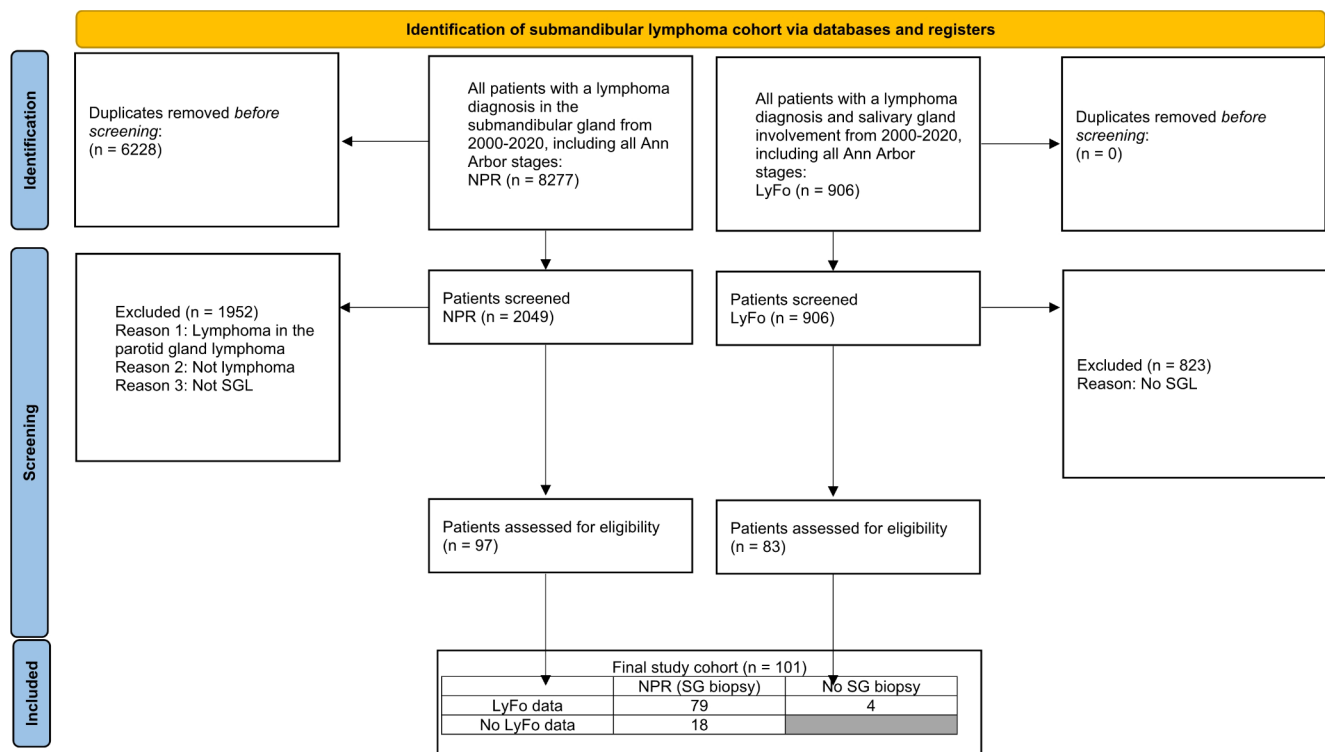 Identification of submandibular lymphoma cohort via databases and registers
Identification
Duplicates removed before
screening:
(n = 6228)
All patients with a lymphoma
diagnosis in the
submandibular gland from
2000-2020, including all Ann
Arbor stages:
NPR (n = 8277)
All patients with a lymphoma
diagnosis and salivary gland
involvement from 2000-2020,
including all Ann Arbor
stages:
LyFo (n = 906)
Duplicates removed before
screening:
(n = 0)
Screening
Excluded (n = 1952)
Reason 1: Lymphoma in the
parotid gland lymphoma
Reason 2: Not lymphoma
Reason 3: Not SGL
Patients screened
NPR (n = 2049)
Patients screened
LyFo (n = 906)
Excluded (n = 823)
Reason: No SGL
Patients assessed for eligibility
(n = 97)
Patients assessed for eligibility
(n = 83)
Included
Final study cohort (n = 101)
NPR (SG biopsy) No SG biopsy
LyFo data 79 4
No LyFo data 18